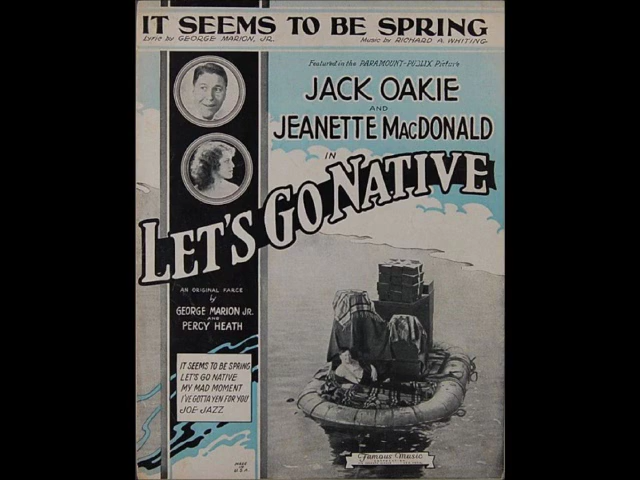 IT SEEMS TO BE SPRING
Lyric by GEORGE MARION, JR.
Music by RICHARD A. WHITING
Featured in the PARAMOUNT-PUBLIX Picture
JACK OAKIE
AND
JEANETTE MACDONALD
IN
LET'S GO NATIVE
AN ORIGINAL FARCE
by
GEORGE MARION JR.
AND
PERCY HEATH
IT SEEMS TO BE SPRING
LET'S GO NATIVE
MY MAD MOMENT
I'VE GOTTA YEN FOR YOU
JOE JAZZ
MADE
IN
U.S.A.
Famous Music